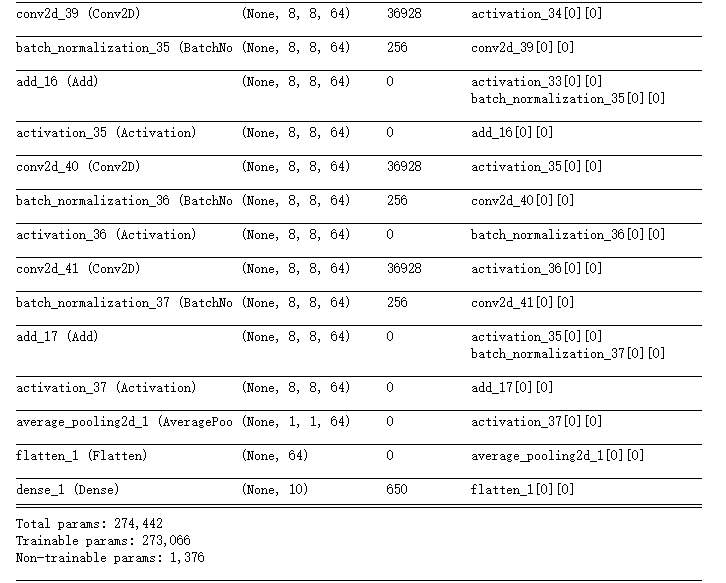 conv2d_39 (Conv2D) (None, 8, 8, 64) 36928 activation_34[0][0]
batch_normalization_35 (BatchNo (None, 8, 8, 64) 256 conv2d_39[0][0]
add_16 (Add) (None, 8, 8, 64) 0 activation_33[0][0]
batch_normalization_35[0][0]
activation_35 (Activation) (None, 8, 8, 64) 0 add_16[0][0]
conv2d_40 (Conv2D) (None, 8, 8, 64) 36928 activation_35[0][0]
batch_normalization_36 (BatchNo (None, 8, 8, 64) 256 conv2d_40[0][0]
activation_36 (Activation) (None, 8, 8, 64) 0 batch_normalization_36[0][0]
conv2d_41 (Conv2D) (None, 8, 8, 64) 36928 activation_36[0][0]
batch_normalization_37 (BatchNo (None, 8, 8, 64) 256 conv2d_41[0][0]
add_17 (Add) (None, 8, 8, 64) 0 activation_35[0][0]
batch_normalization_37[0][0]
activation_37 (Activation) (None, 8, 8, 64) 0 add_17[0][0]
average_pooling2d_1 (AveragePoo (None, 1, 1, 64) 0 activation_37[0][0]
flatten_1 (Flatten) (None, 64) 0 average_pooling2d_1[0][0]
dense_1 (Dense) (None, 10) 650 flatten_1[0][0]
Total params: 274,442
Trainable params: 273,066
Non-trainable params: 1,376